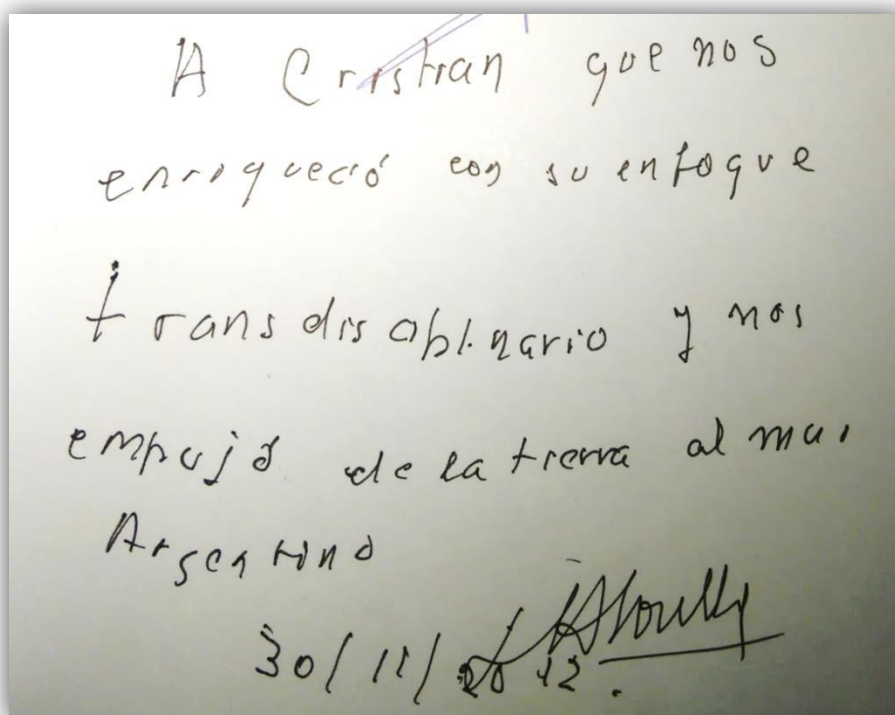 A Cristian que nos
enriqueció con su enfoque
transdisciplinario y nos
empujó de la tierra al mar
Argentino
30/11/2012.